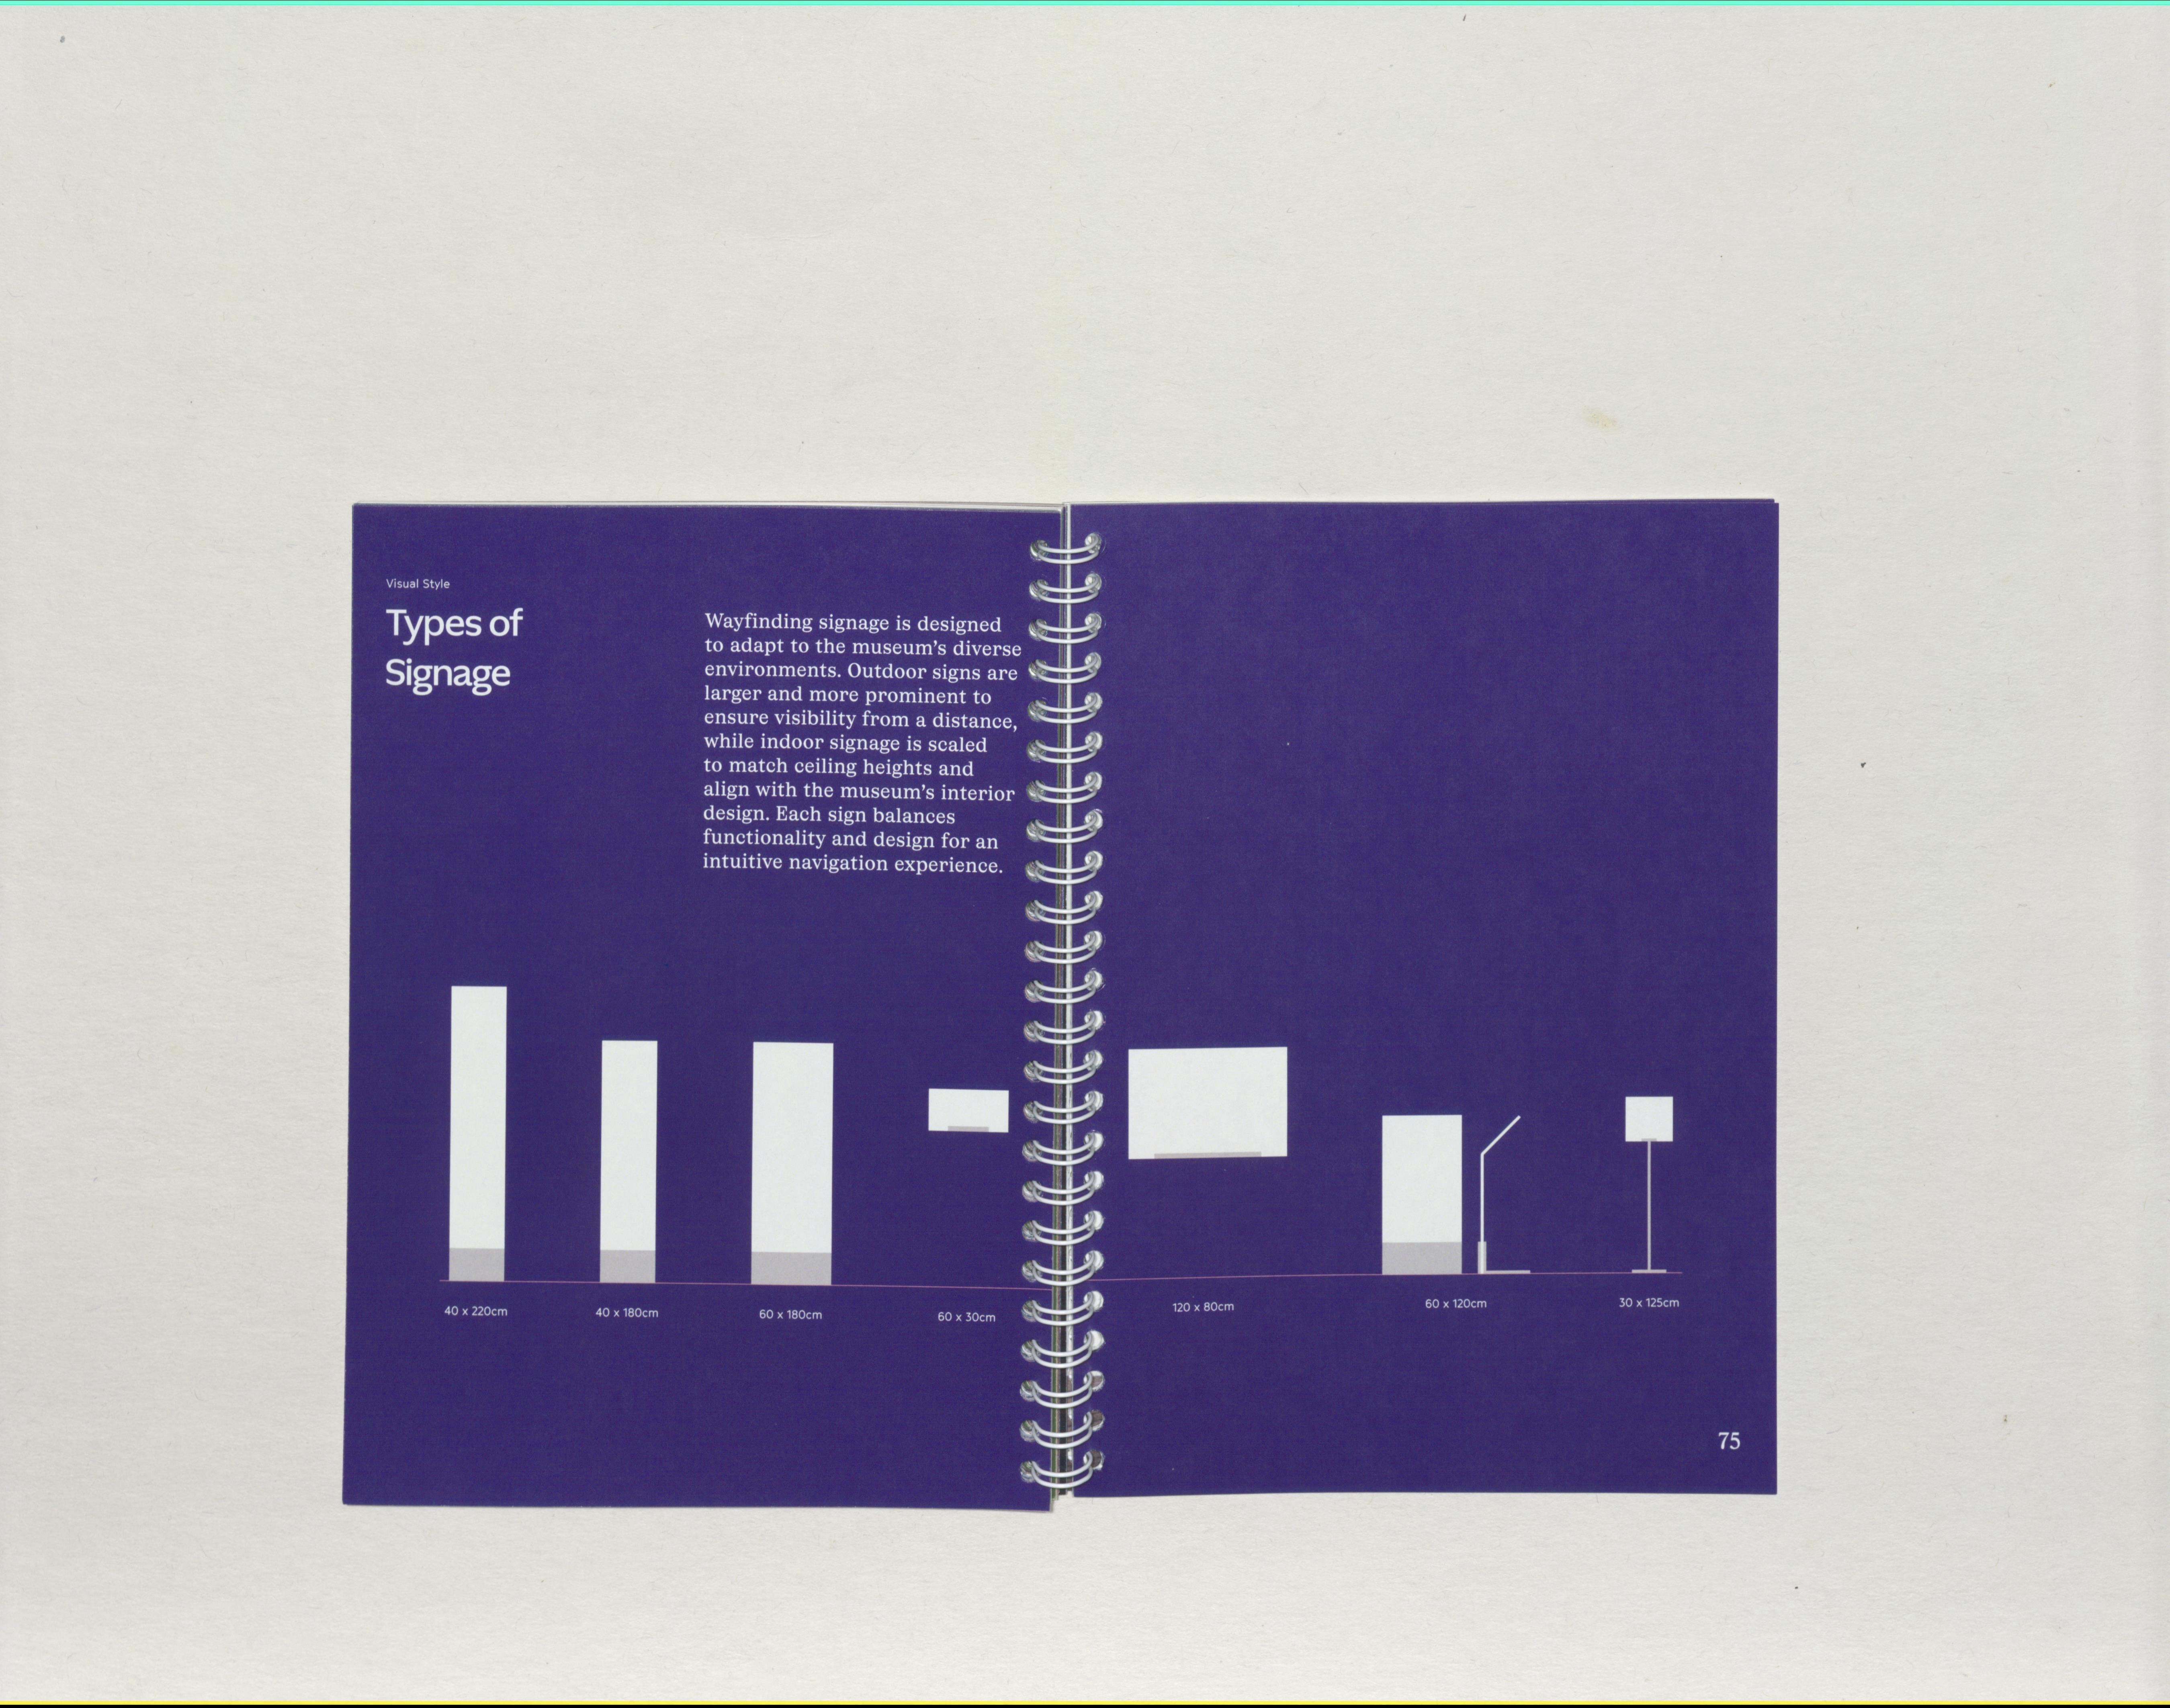 Visual Style
Types of
Signage
Wayfinding signage is designed
to adapt to the museum’s diverse
environments. Outdoor signs are
larger and more prominent to
ensure visibility from a distance,
while indoor signage is scaled
to match ceiling heights and
align with the museum’s interior
design. Each sign balances
functionality and design for an
intuitive navigation experience.
40 x 220cm
40 x 180cm
60 x 180cm
60 x 30cm
120 x 80cm
60 x 120cm
30 x 125cm
75